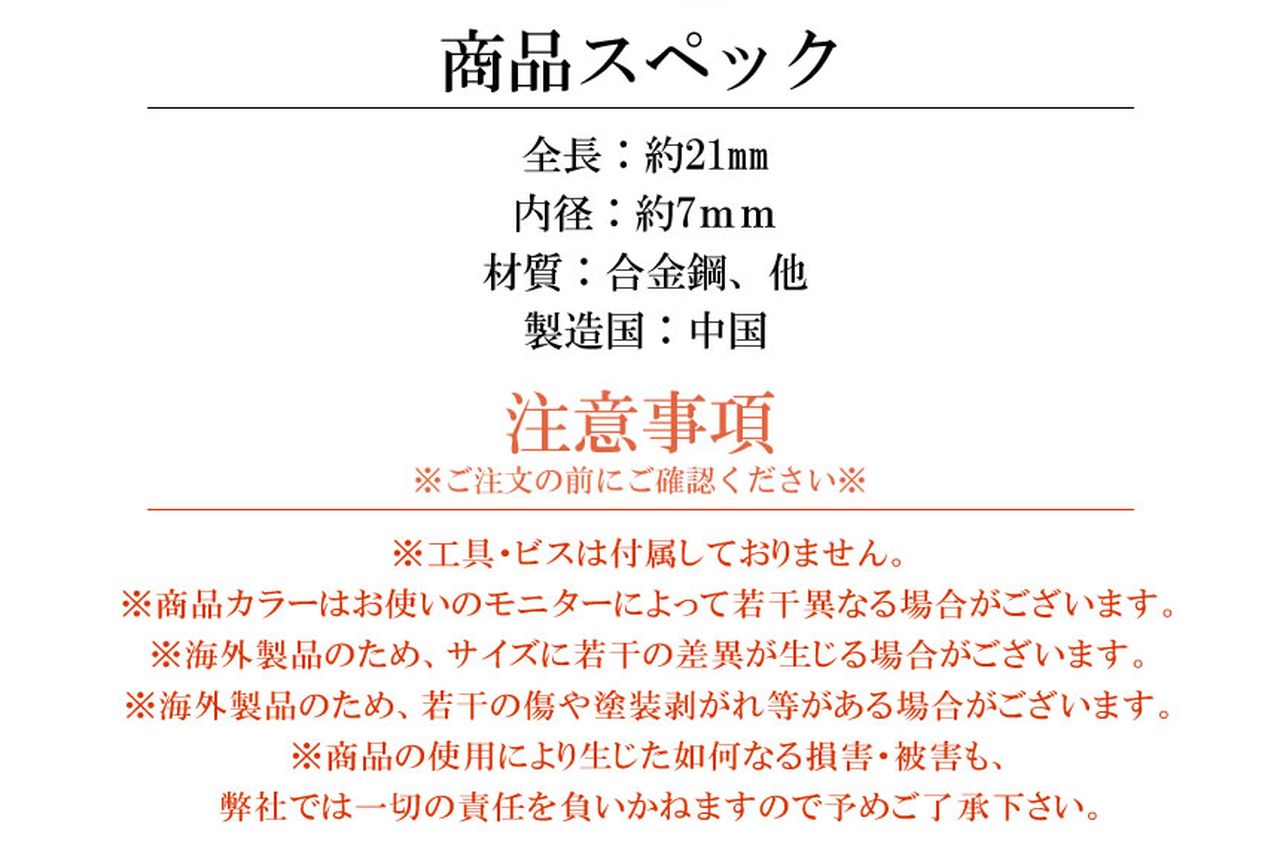 商品スペック
全長：約21㎜
内径：約7ｍｍ
材質：合金鋼、他
製造国：中国
注意事項
※ご注文の前にご確認ください※
※工具・ビスは付属しておりません。
※商品カラーはお使いのモニターによって若干異なる場合がございます。
※海外製品のため、サイズに若干の差異が生じる場合がございます。
※海外製品のため、若干の傷や塗装剥がれ等がある場合がございます。
※商品の使用により生じた如何なる損害・被害も、
弊社では一切の責任を負いかねますので予めご了承下さい。